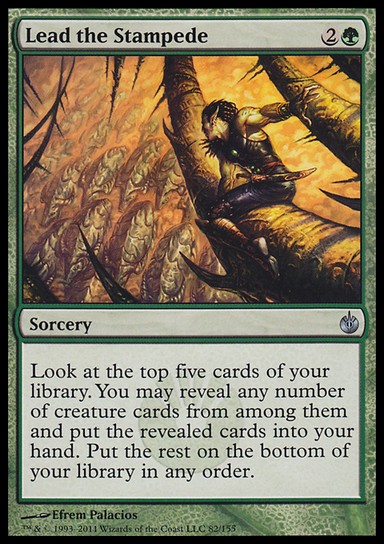 Lead the Stampede 2
Sorcery
Look at the top five cards of your
library. You may reveal any number
of creature cards from among them
and put the revealed cards into your
hand. Put the rest on the bottom of
your library in any order.
Efrem Palacios
™ & © 1993–2011 Wizards of the Coast LLC 82/155